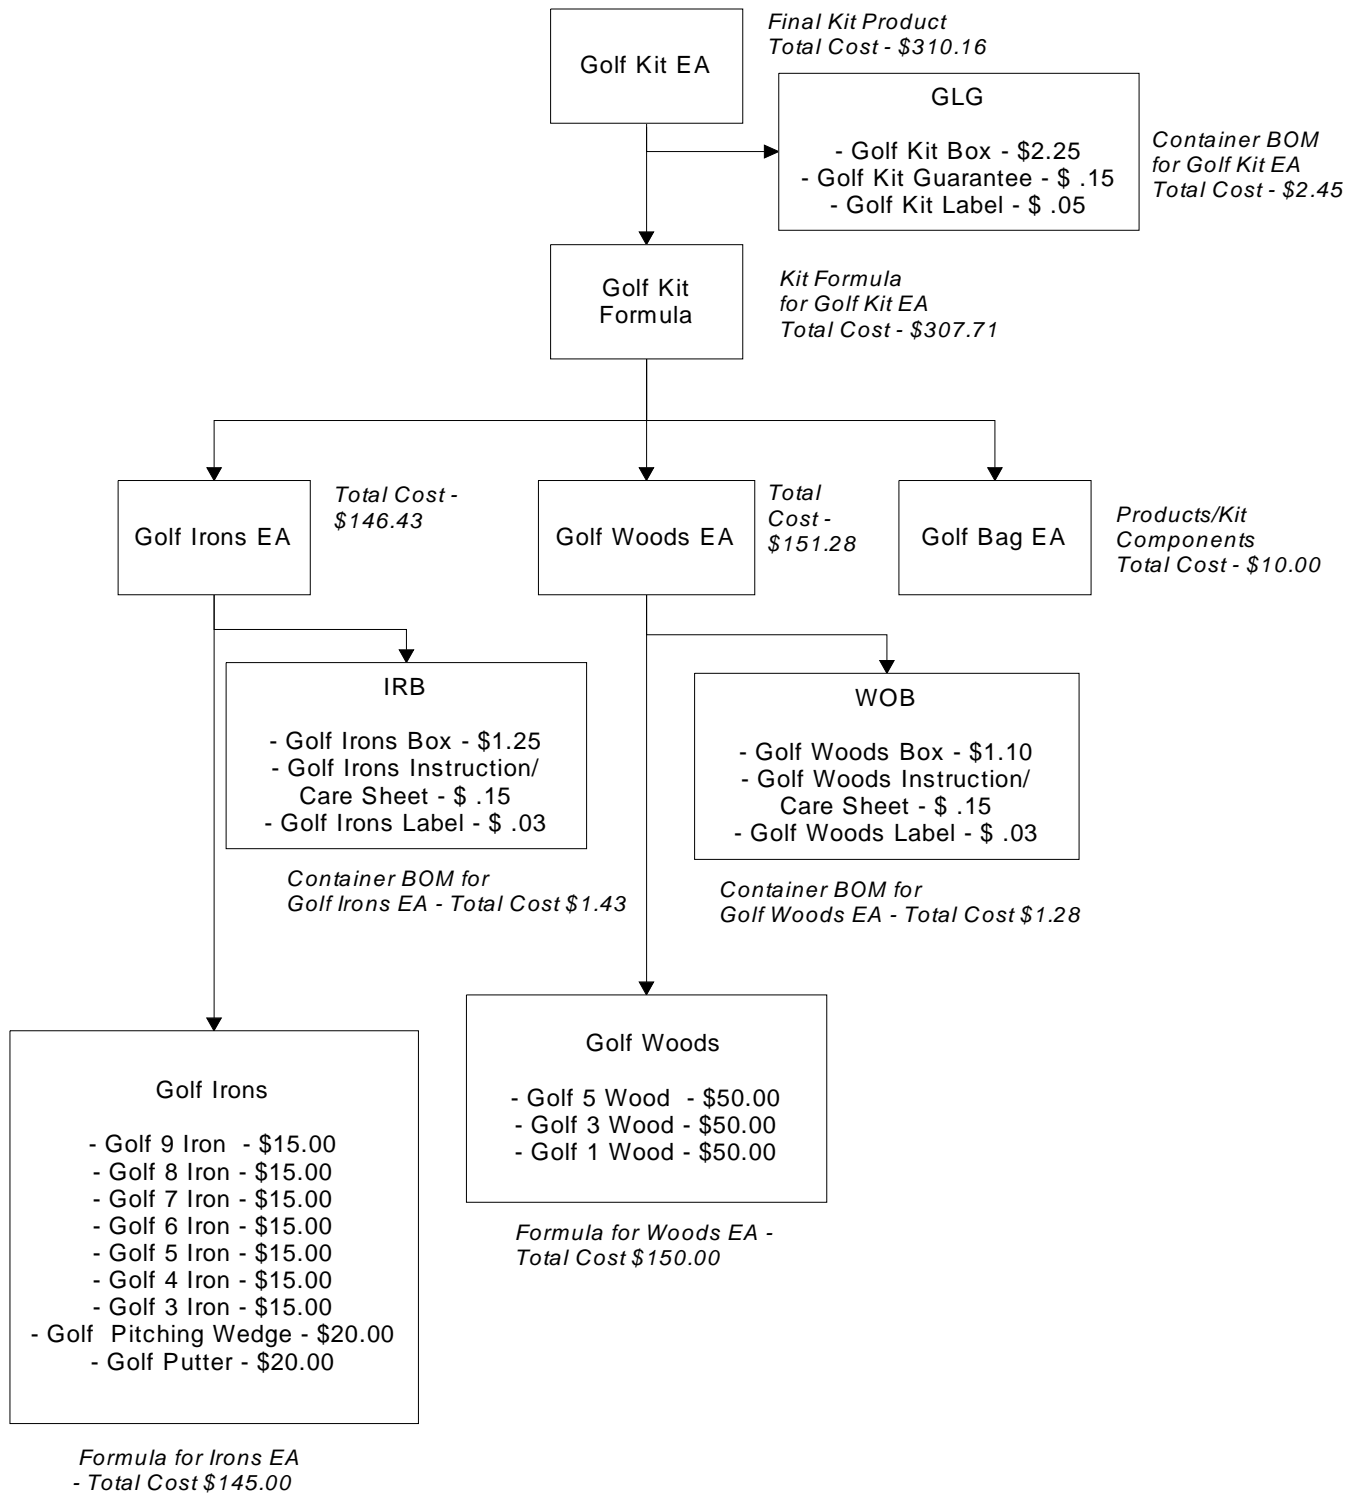 Golf Kit EA
Final Kit Product
Total Cost - $310.16
GLG
- Golf Kit Box - $2.25
- Golf Kit Guarantee - $ .15
- Golf Kit Label - $ .05
Container BOM
for Golf Kit EA
Total Cost - $2.45
Golf Kit
Formula
Kit Formula
for Golf Kit EA
Total Cost - $307.71
Golf Irons EA
Total Cost -
$146.43
Golf Woods EA
Total
Cost -
$151.28
Golf Bag EA
Products/Kit
Components
Total Cost - $10.00
IRB
- Golf Irons Box - $1.25
- Golf Irons Instruction/
Care Sheet - $ .15
- Golf Irons Label - $ .03
Container BOM for
Golf Irons EA - Total Cost $1.43
WOB
- Golf Woods Box - $1.10
- Golf Woods Instruction/
Care Sheet - $ .15
- Golf Woods Label - $ .03
Container BOM for
Golf Woods EA - Total Cost $1.28
Golf Irons
- Golf 9 Iron  - $15.00
- Golf 8 Iron - $15.00
- Golf 7 Iron - $15.00
- Golf 6 Iron - $15.00
- Golf 5 Iron - $15.00
- Golf 4 Iron - $15.00
- Golf 3 Iron - $15.00
- Golf  Pitching Wedge - $20.00
- Golf Putter - $20.00
Formula for Irons EA
- Total Cost $145.00
Golf Woods
- Golf 5 Wood  - $50.00
- Golf 3 Wood - $50.00
- Golf 1 Wood - $50.00
Formula for Woods EA -
Total Cost $150.00